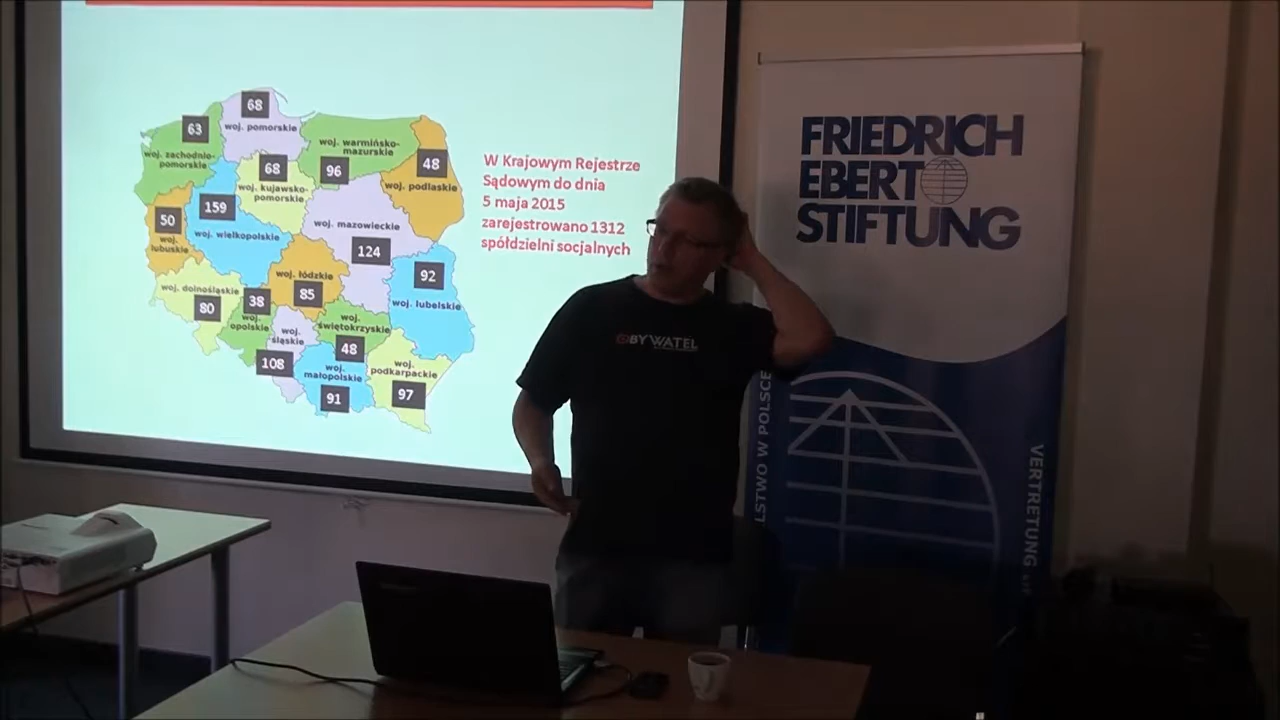 68
woj. pomorskie
63
woj. zachodnio-
pomorskie
woj. warmińsko-
mazurskie
96
48
woj. podlaskie
68
woj. kujawsko-
pomorskie
50
woj.
lubuskie
159
woj. wielkopolskie
woj. mazowieckie
124
woj. łódzkie
85
92
woj. lubelskie
woj. dolnośląskie
80
38
woj.
opolskie
woj.
śląskie
108
woj.
świętokrzyskie
48
woj.
małopolskie
91
woj.
podkarpackie
97
W Krajowym Rejestrze
Sądowym do dnia
5 maja 2015
zarejestrowano 1312
spółdzielni socjalnych
OBYWATEL
FRIEDRICH
EBERT
STIFTUNG
W POLSCE
VERTRETUNG